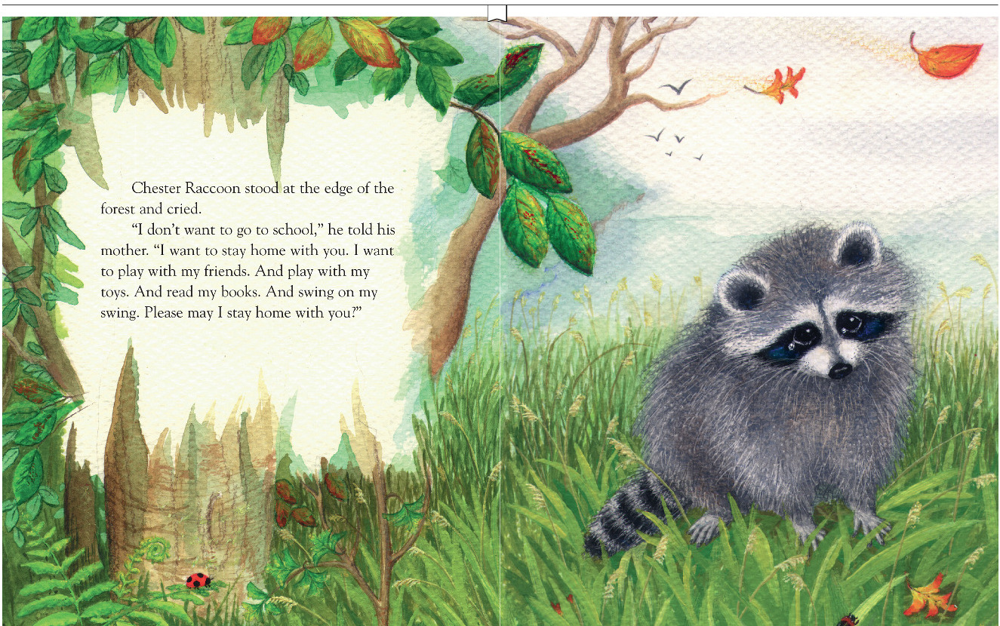 Chester Raccoon stood at the edge of the
forest and cried.
“I don’t want to go to school,” he told his
mother. “I want to stay home with you. I want
to play with my friends. And play with my
toys. And read my books. And swing on my
swing. Please may I stay home with you?”